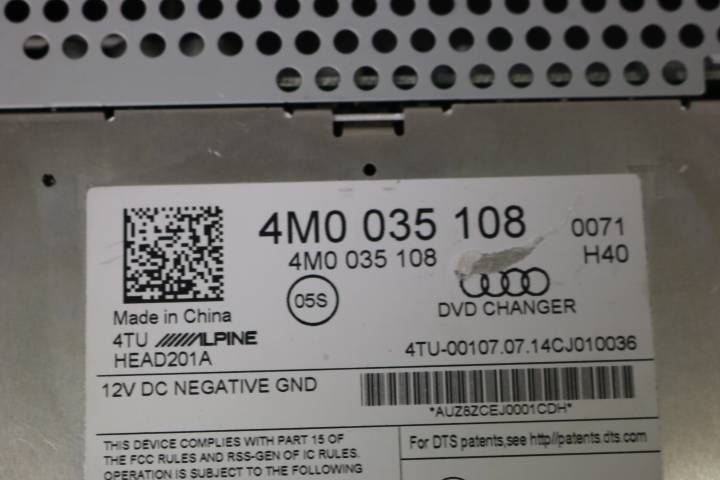 4M0 035 108 0071
4M0 035 108 H40
05S
DVD CHANGER
Made in China
4TU ALPINE
HEAD201A
4TU-00107.07.14CJ010036
12V DC NEGATIVE GND
*AUZ6ZCEJ0001CDH*
THIS DEVICE COMPLIES WITH PART 15 OF
THE FCC RULES AND RSS-GEN OF IC RULES.
OPERATION IS SUBJECT TO THE FOLLOWING
For DTS patents,see http//patents.dts.com